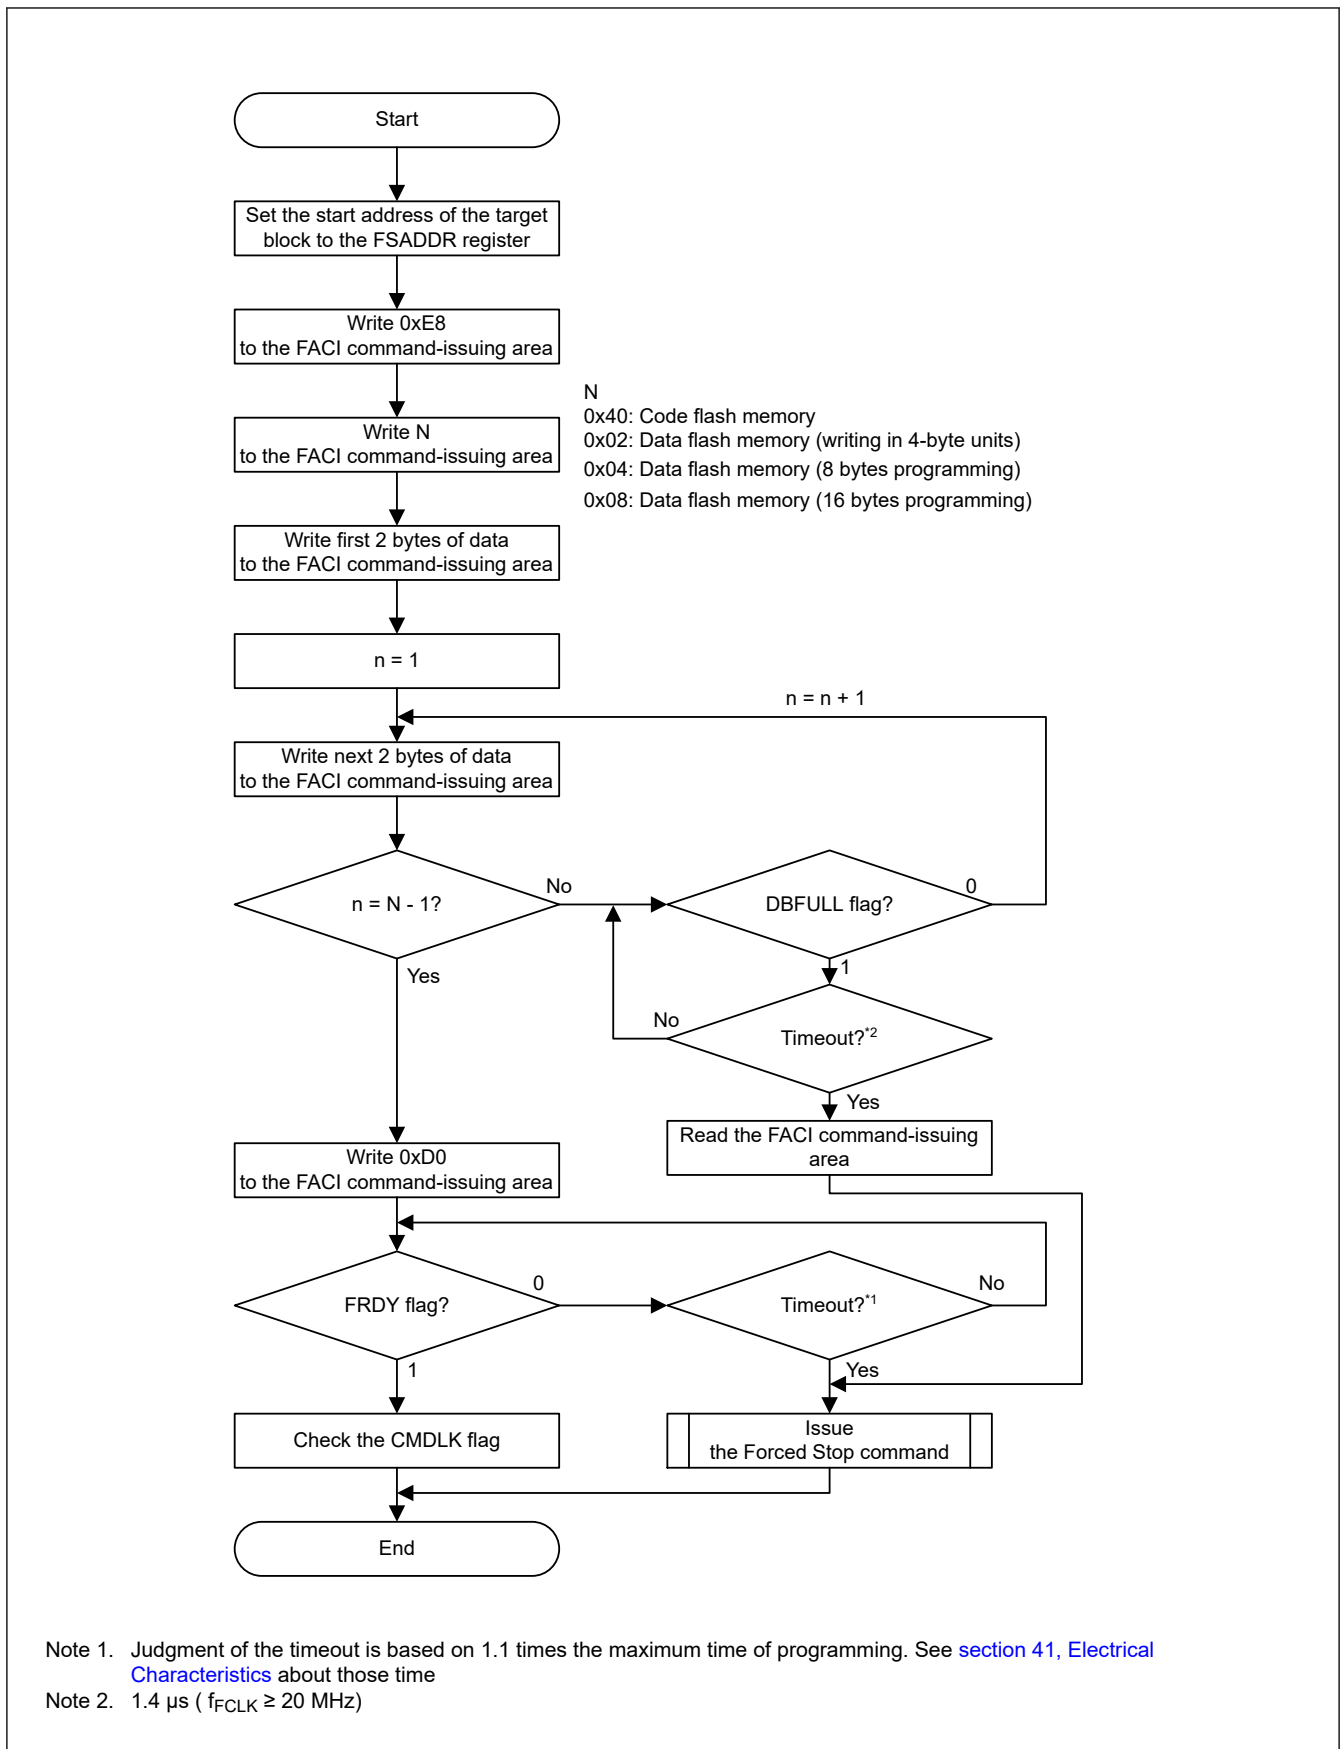 Start
Set the start address of the target
block to the FSADDR register
Write 0xE8
to the FACI command-issuing area
N
0x40: Code flash memory
0x02: Data flash memory (writing in 4-byte units)
0x04: Data flash memory (8 bytes programming)
0x08: Data flash memory (16 bytes programming)
Write N
to the FACI command-issuing area
Write first 2 bytes of data
to the FACI command-issuing area
n = 1
n = n + 1
Write next 2 bytes of data
to the FACI command-issuing area
n = N - 1?
No
DBFULL flag?
0
Yes
1
No
Timeout?*2
Yes
Read the FACI command-issuing
area
Write 0xD0
to the FACI command-issuing area
FRDY flag?
0
Timeout?*1
No
1
Yes
Check the CMDLK flag
Issue
the Forced Stop command
End
Note 1. Judgment of the timeout is based on 1.1 times the maximum time of programming. See section 41, Electrical
Characteristics about those time
Note 2. 1.4 μs ( fFCLK ≥ 20 MHz)